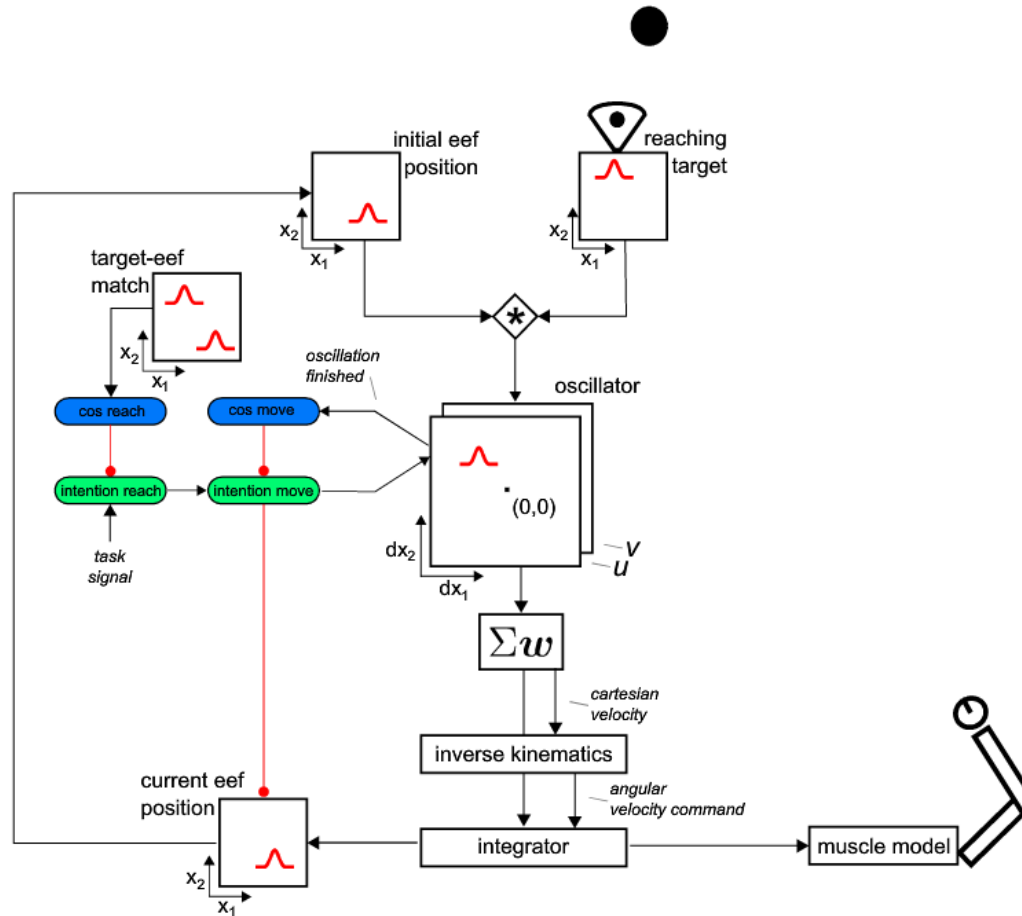 initial eef
position
reaching
target
x₂
x₁
x₂
x₁
target-eef
match
x₂
x₁
*
oscillation
finished
oscillator
cos reach
cos move
intention reach
intention move
(0,0)
task
signal
dx₂
dx₁
v
u
Σw
cartesian
velocity
inverse kinematics
current eef
position
angular
velocity command
integrator
muscle model
x₂
x₁